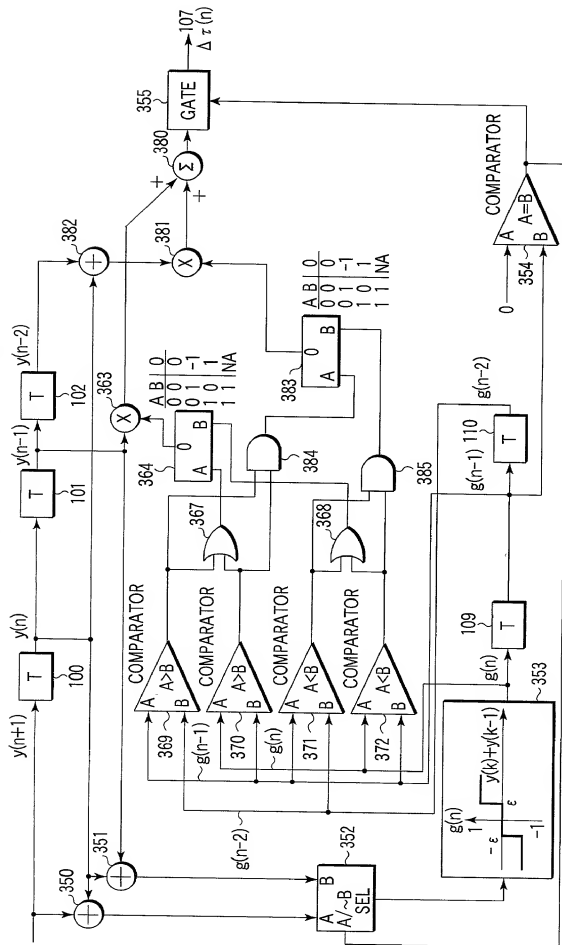 y(n+1)
T
100
y(n)
T
101
y(n-1)
T
102
y(n-2)
+
382
+
350
+
351
X
363
X
381
+
+
Σ
380
GATE
355
107
Δτ(n)
A B 0
0 0 0
0 1 -1
1 0 1
1 1 NA
0
A
B
364
A B 0
0 0 0
0 1 -1
1 0 1
1 1 NA
0
A
B
383
367
384
368
385
COMPARATOR
A
A>B
B
369
g(n-1)
COMPARATOR
A
A>B
B
370
g(n)
COMPARATOR
A
A<B
B
371
COMPARATOR
A
A<B
B
372
g(n-2)
COMPARATOR
0
A
A=B
B
354
352
A
B
A/~B
SEL
g(n)
1
-ε
ε
-1
y(k)+y(k-1)
353
g(n)
T
109
g(n-1)
T
110
g(n-2)